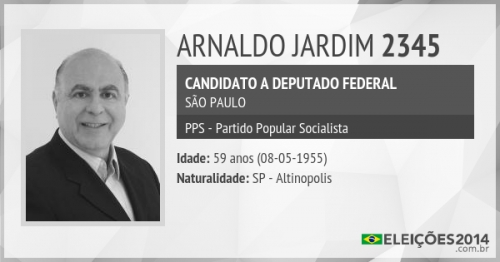 ARNALDO JARDIM 2345
CANDIDATO A DEPUTADO FEDERAL
SÃO PAULO
PPS - Partido Popular Socialista
Idade: 59 anos (08-05-1955)
Naturalidade: SP - Altinopolis
ELEIÇÕES2014
.com.br